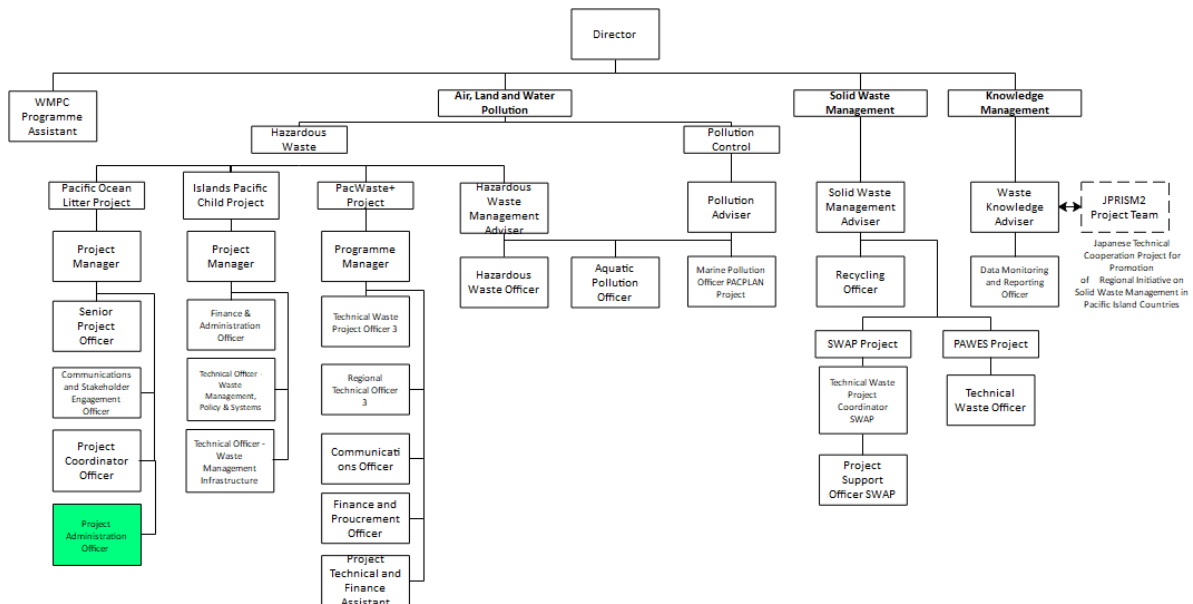 Director
WMPC
Programme
Assistant
Air, Land and Water
Pollution
Solid Waste
Management
Knowledge
Management
Hazardous
Waste
Pollution
Control
Pacific Ocean
Litter Project
Islands Pacific
Child Project
PacWaste+
Project
Hazardous
Waste
Management
Adviser
Pollution
Adviser
Solid Waste
Management
Adviser
Waste
Knowledge
Adviser
JPRISM2
Project Team
Japanese Technical
Cooperation Project for
Promotion
of Regional Initiative on
Solid Waste Management in
Pacific Island Countries
Project
Manager
Project
Manager
Programme
Manager
Hazardous
Waste Officer
Aquatic
Pollution
Officer
Marine Pollution
Officer PACPLAN
Project
Recycling
Officer
Data Monitoring
and Reporting
Officer
Senior
Project
Officer
Finance &
Administration
Officer
Technical Waste
Project Officer 3
SWAP Project
PAWES Project
Communications
and Stakeholder
Engagement
Officer
Technical Officer -
Waste
Management,
Policy & Systems
Regional
Technical Officer
3
Technical Waste
Project
Coordinator
SWAP
Technical
Waste Officer
Project
Coordinator
Officer
Technical Officer -
Waste
Management
Infrastructure
Communicati
ons Officer
Project
Support
Officer SWAP
Project
Administration
Officer
Finance and
Proucrement
Officer
Project
Technical and
Finance
Assistant